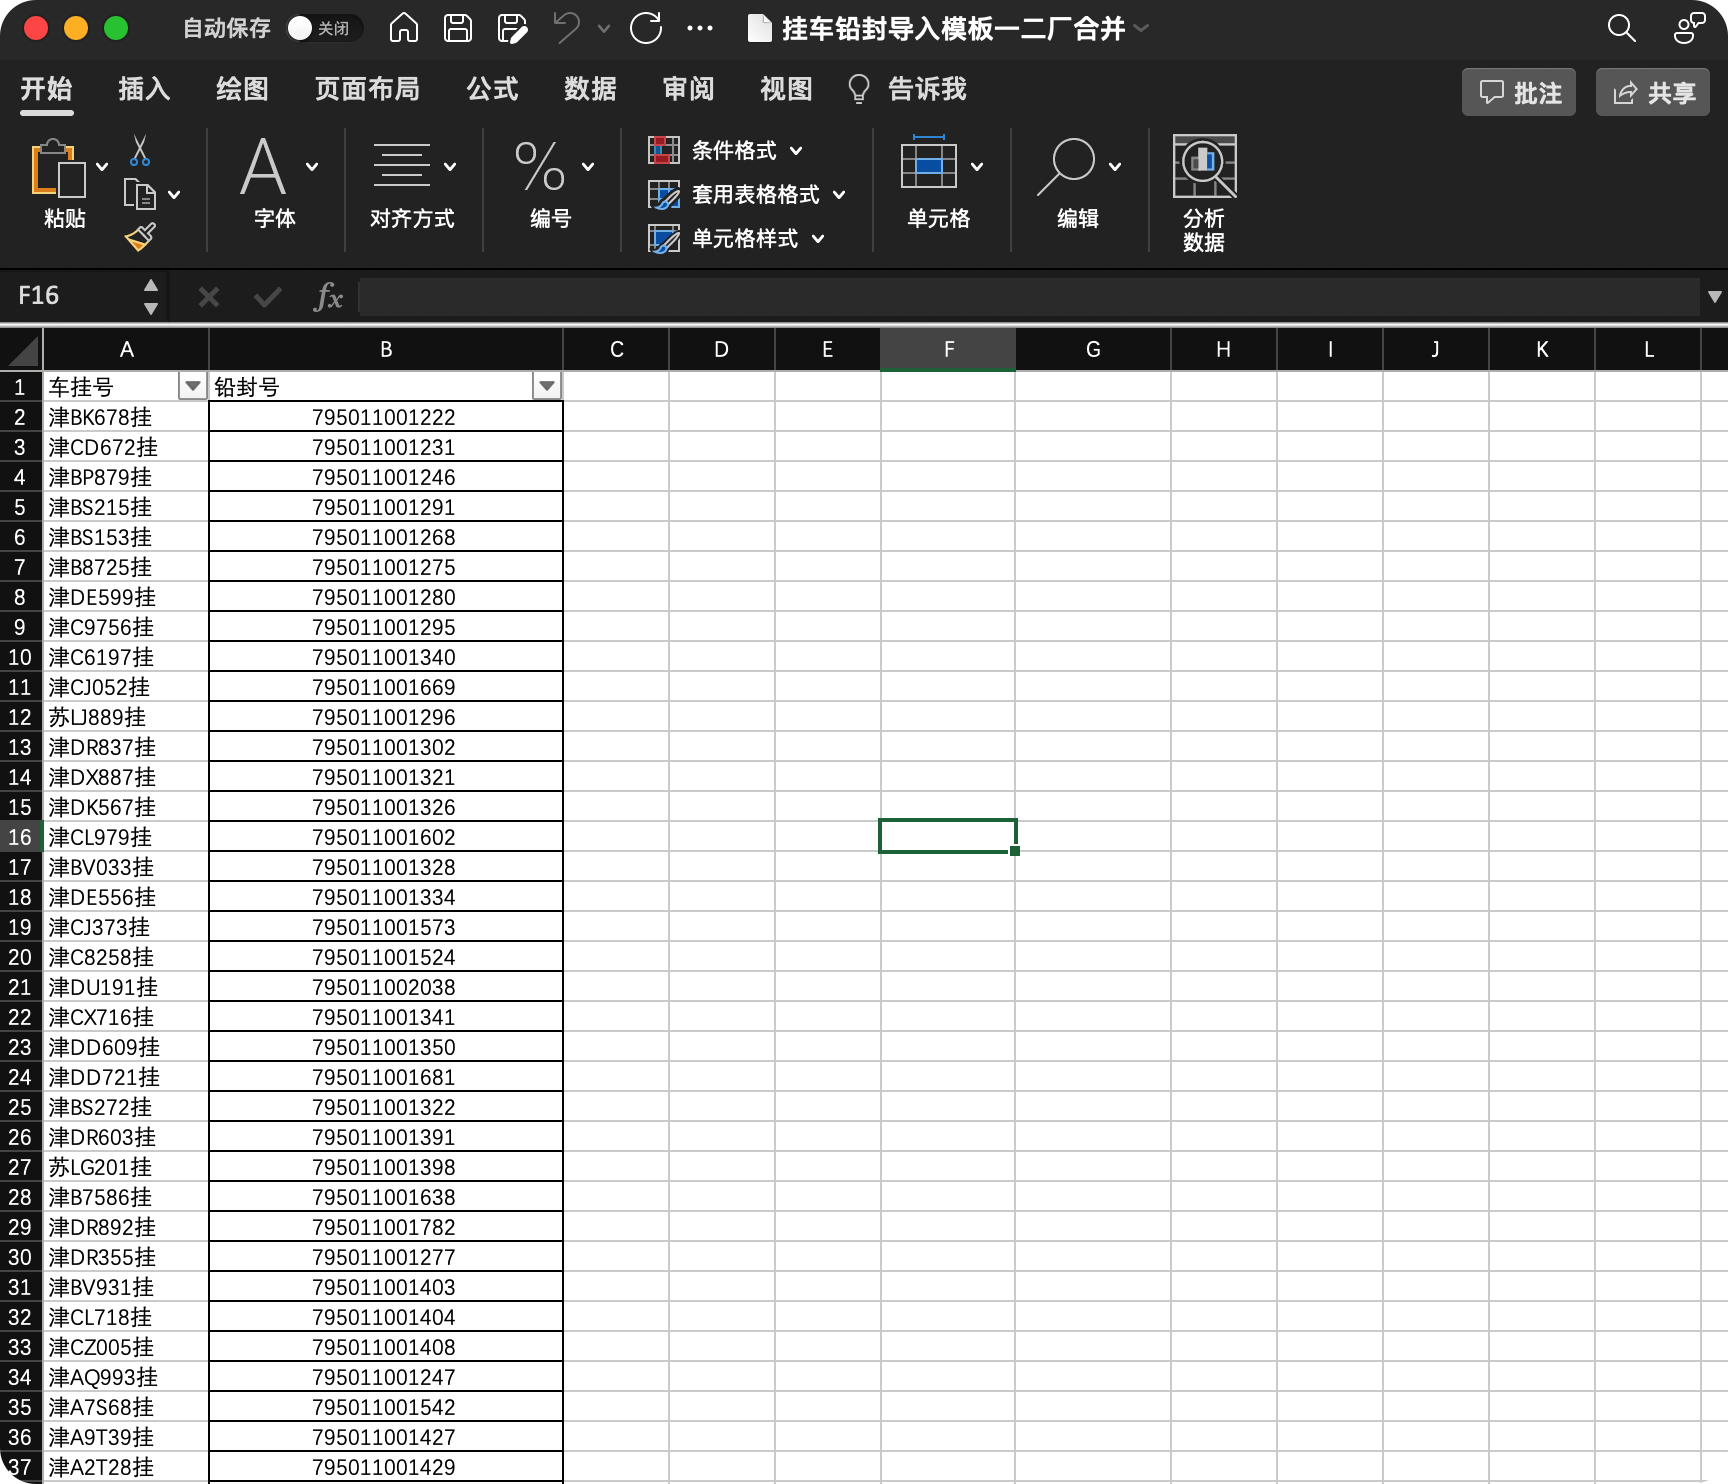 自动保存 关闭 挂车铅封导入模板一二厂合并
开始 插入 绘图 页面布局 公式 数据 审阅 视图 告诉我 批注 共享
粘贴 字体 对齐方式 % 编号 条件格式 套用表格格式 单元格样式 单元格 编辑 分析
数据
F16 fx
A B C D E F G H I J K L
1 车挂号 铅封号
2 津BK678挂 795011001222
3 津CD672挂 795011001231
4 津BP879挂 795011001246
5 津BS215挂 795011001291
6 津BS153挂 795011001268
7 津B8725挂 795011001275
8 津DE599挂 795011001280
9 津C9756挂 795011001295
10 津C6197挂 795011001340
11 津CJ052挂 795011001669
12 苏LJ889挂 795011001296
13 津DR837挂 795011001302
14 津DX887挂 795011001321
15 津DK567挂 795011001326
16 津CL979挂 795011001602
17 津BV033挂 795011001328
18 津DE556挂 795011001334
19 津CJ373挂 795011001573
20 津C8258挂 795011001524
21 津DU191挂 795011002038
22 津CX716挂 795011001341
23 津DD609挂 795011001350
24 津DD721挂 795011001681
25 津BS272挂 795011001322
26 津DR603挂 795011001391
27 苏LG201挂 795011001398
28 津B7586挂 795011001638
29 津DR892挂 795011001782
30 津DR355挂 795011001277
31 津BV931挂 795011001403
32 津CL718挂 795011001404
33 津CZ005挂 795011001408
34 津AQ993挂 795011001247
35 津A7S68挂 795011001542
36 津A9T39挂 795011001427
37 津A2T28挂 795011001429